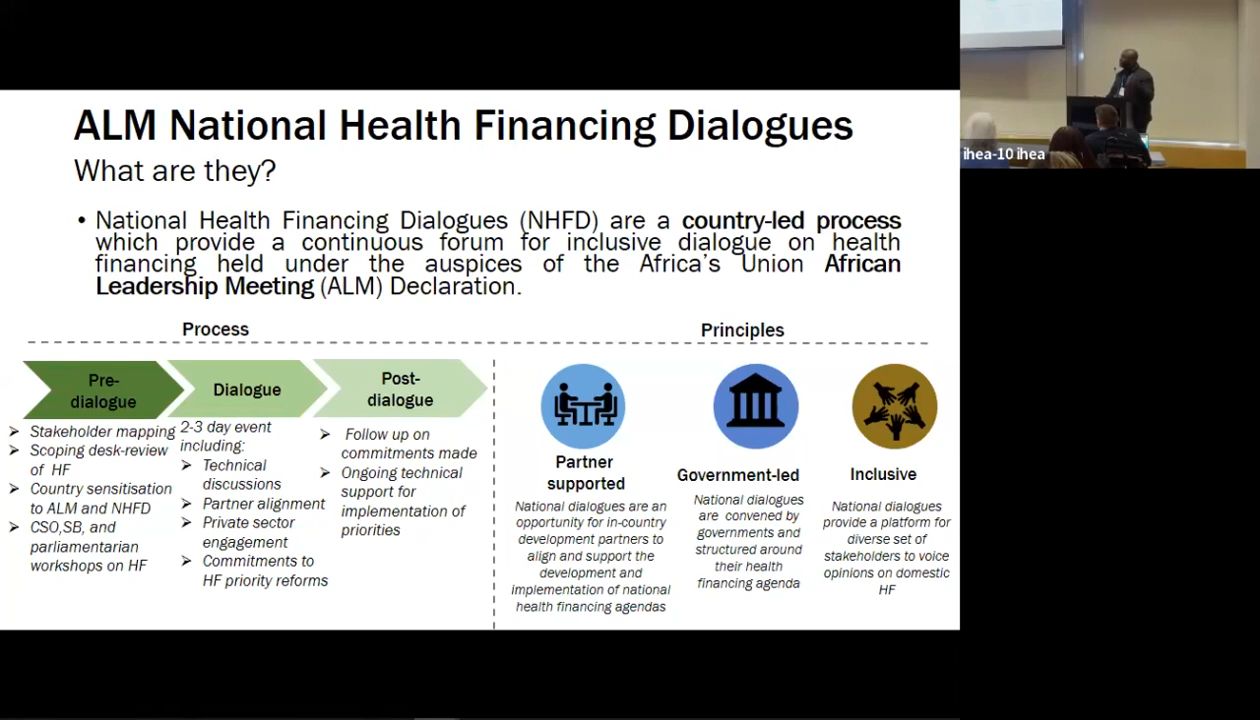 ALM National Health Financing Dialogues
What are they?
• National Health Financing Dialogues (NHFD) are a country-led process
which provide a continuous forum for inclusive dialogue on health
financing held under the auspices of the Africa's Union African
Leadership Meeting (ALM) Declaration.
Process
Pre-
dialogue
Dialogue
Post-
dialogue
➢ Stakeholder mapping
➢ Scoping desk-review
of HF
➢ Country sensitisation
to ALM and NHFD
➢ CSO,SB, and
parliamentarian
workshops on HF
2-3 day event
including:
➢ Technical
discussions
➢ Partner alignment
➢ Private sector
engagement
➢ Commitments to
HF priority reforms
➢ Follow up on
commitments made
➢ Ongoing technical
support for
implementation of
priorities
Principles
Partner
supported
National dialogues are an
opportunity for in-country
development partners to
align and support the
development and
implementation of national
health financing agendas
Government-led
National dialogues
are convened by
governments and
structured around
their health
financing agenda
Inclusive
National dialogues
provide a platform for
diverse set of
stakeholders to voice
opinions on domestic
HF
ihea-10 ihea